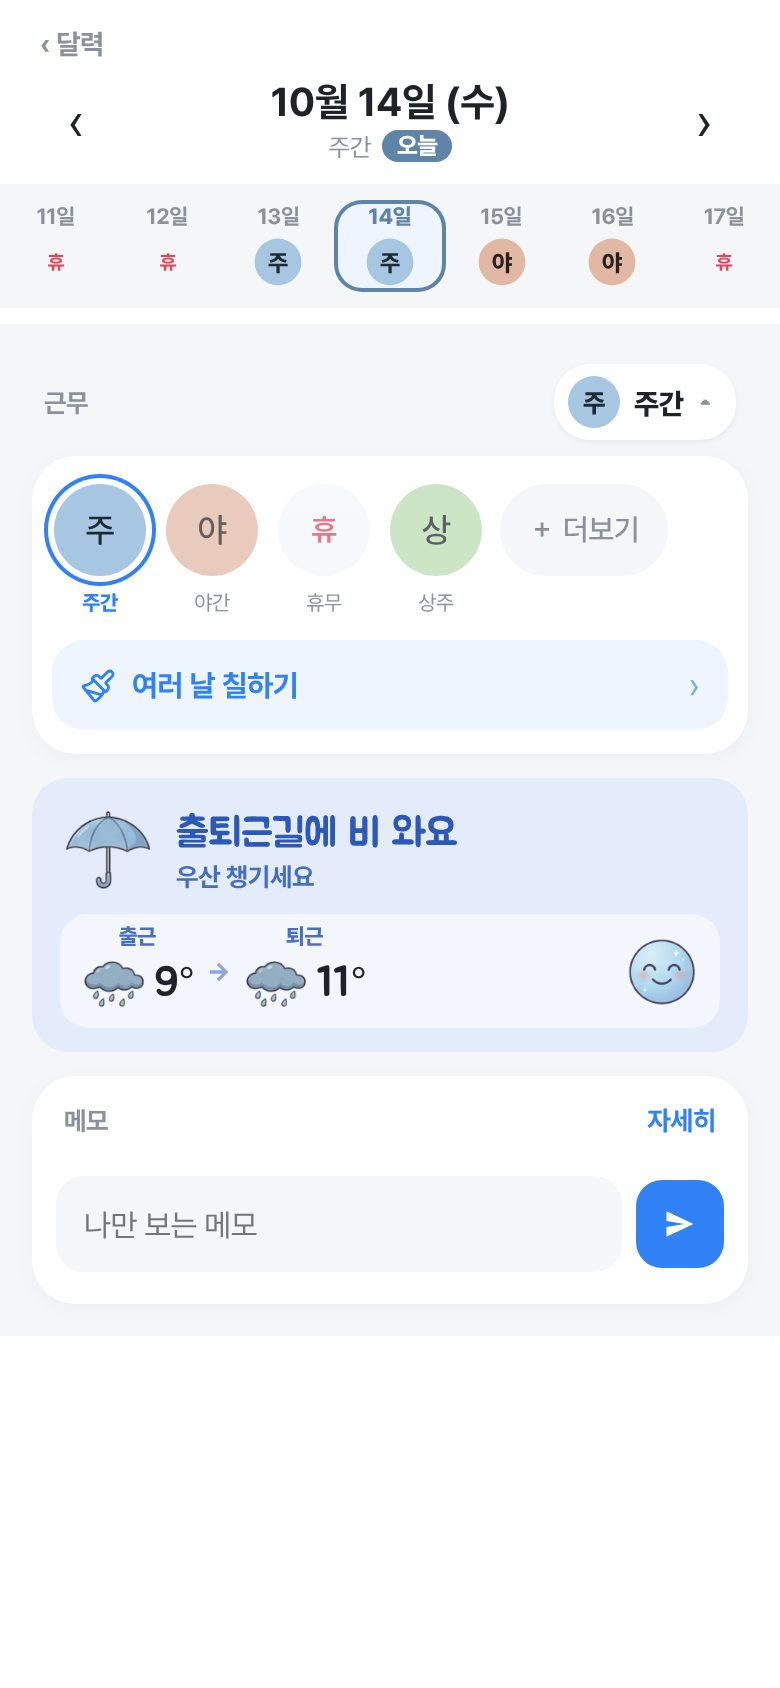 ‹ 달력
‹ 10월 14일 (수) ›
주간 오늘
11일 12일 13일 14일 15일 16일 17일
휴 휴 주 주 야 야 휴
근무 주 주간
주 야 휴 상 + 더보기
주간 야간 휴무 상주
여러 날 칠하기 ›
출퇴근길에 비 와요
우산 챙기세요
출근 퇴근
9° → 11°
메모 자세히
나만 보는 메모